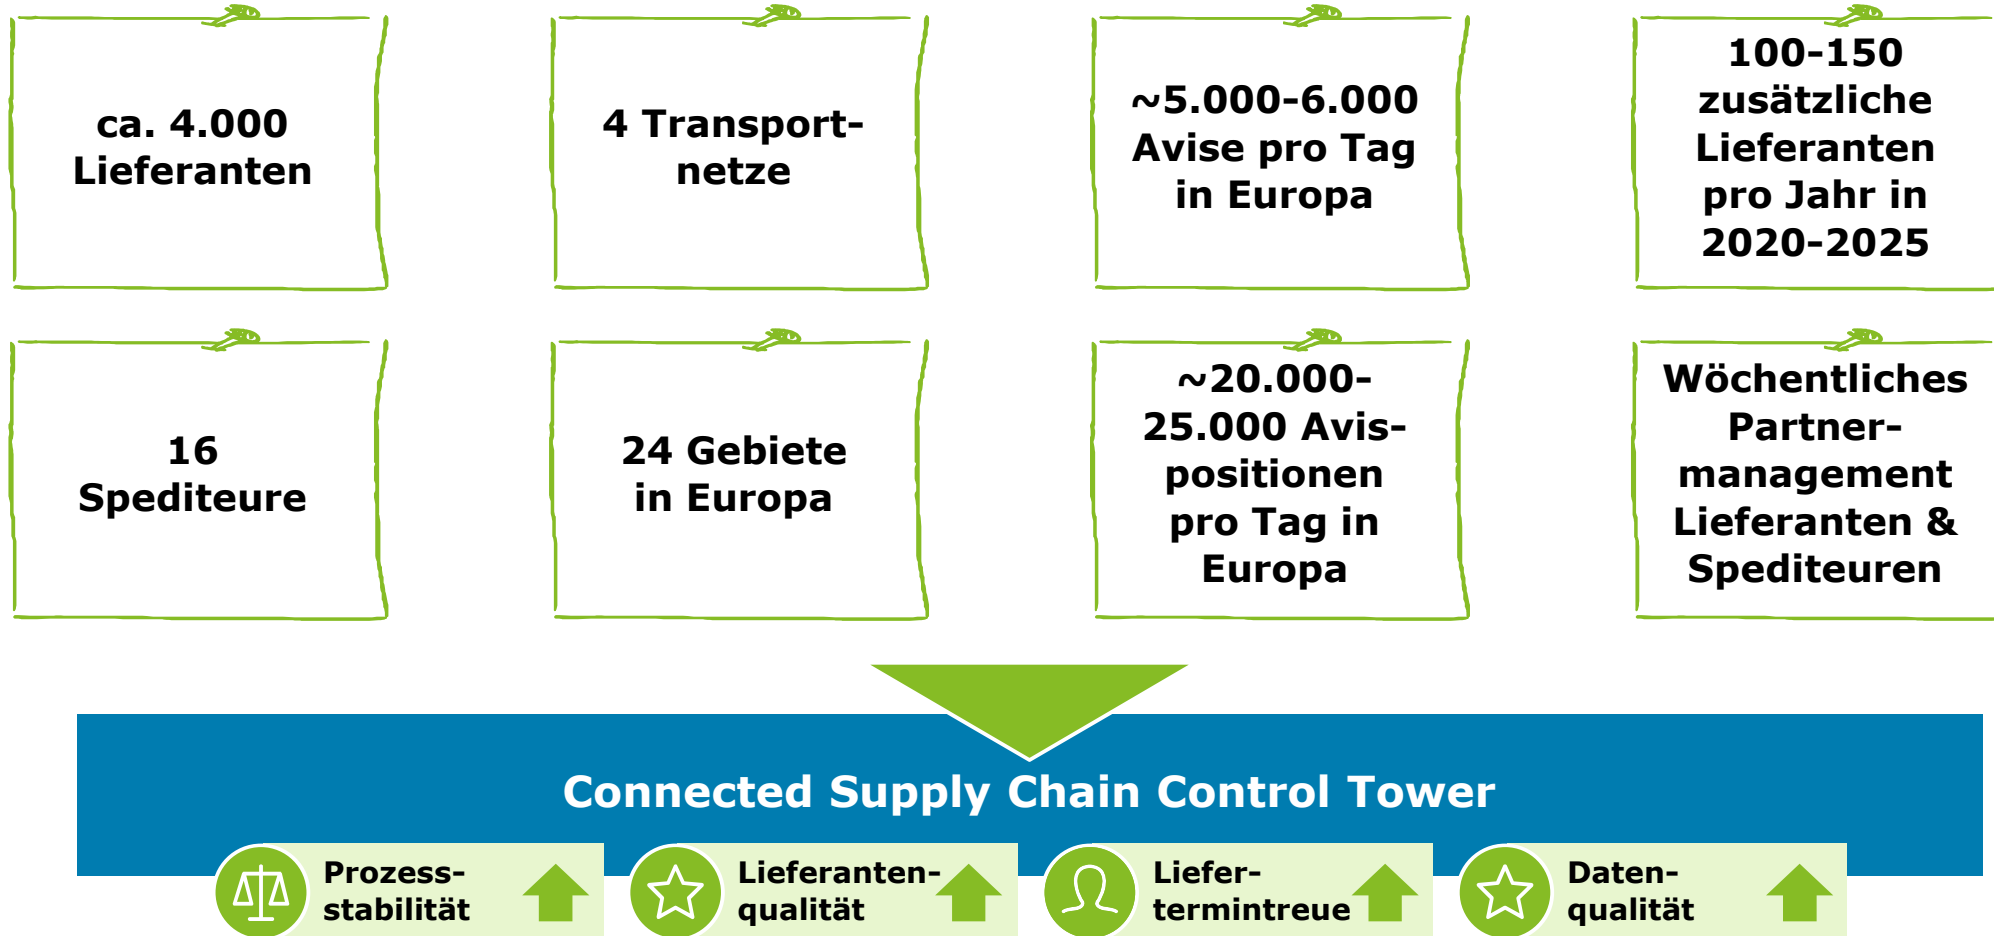 ca. 4.000
Lieferanten
4 Transport-
netze
~5.000-6.000
Avise pro Tag
in Europa
100-150
zusätzliche
Lieferanten
pro Jahr in
2020-2025
16
Spediteure
24 Gebiete
in Europa
~20.000-
25.000 Avis-
positionen
pro Tag in
Europa
Wöchentliches
Partner-
management
Lieferanten &
Spediteuren
Connected Supply Chain Control Tower
Prozess-
stabilität
Lieferanten-
qualität
Liefer-
termintreue
Daten-
qualität